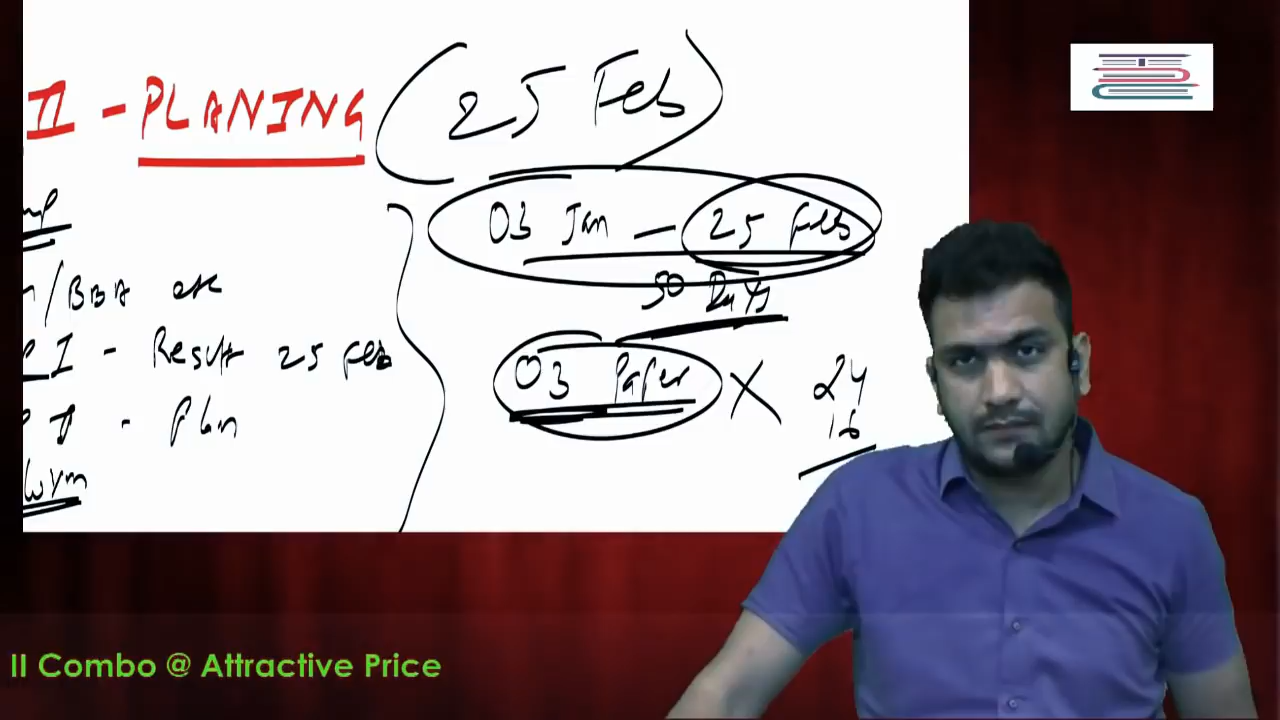 II - PLANING (25 Feb)
03 Jan - 25 Feb
/BBA etc
50 Days
I - Result 25 Feb
03 Paper X 24
16
- Plan
II Combo @ Attractive Price